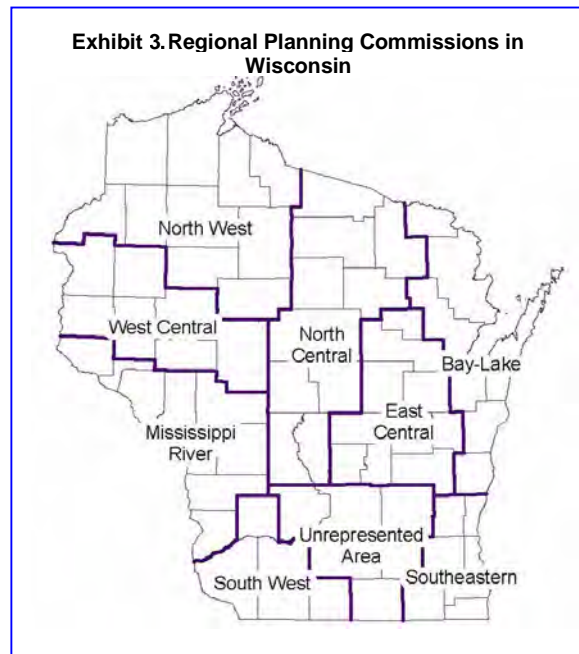 Exhibit 3. Regional Planning Commissions in
Wisconsin
North West
West Central
North
Central
Bay-Lake
East
Central
Mississippi
River
Unrepresented
Area
South West
Southeastern